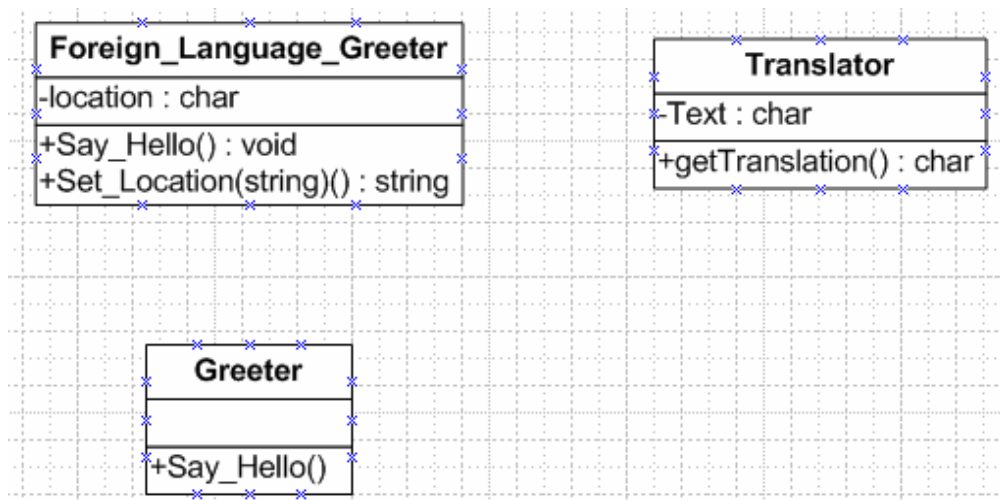 Foreign_Language_Greeter
-location : char
+Say_Hello() : void
+Set_Location(string)() : string
Translator
-Text : char
+getTranslation() : char
Greeter
+Say_Hello()